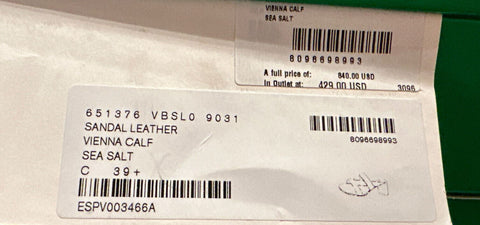 VIENNA CALF
SEA SALT
8096698993
A full price of: 840.00 USD
In Outlet at: 429.00 USD 3096
651376 VBSL0 9031
SANDAL LEATHER
VIENNA CALF
SEA SALT
C 39+
8096698993
ESPV003466A